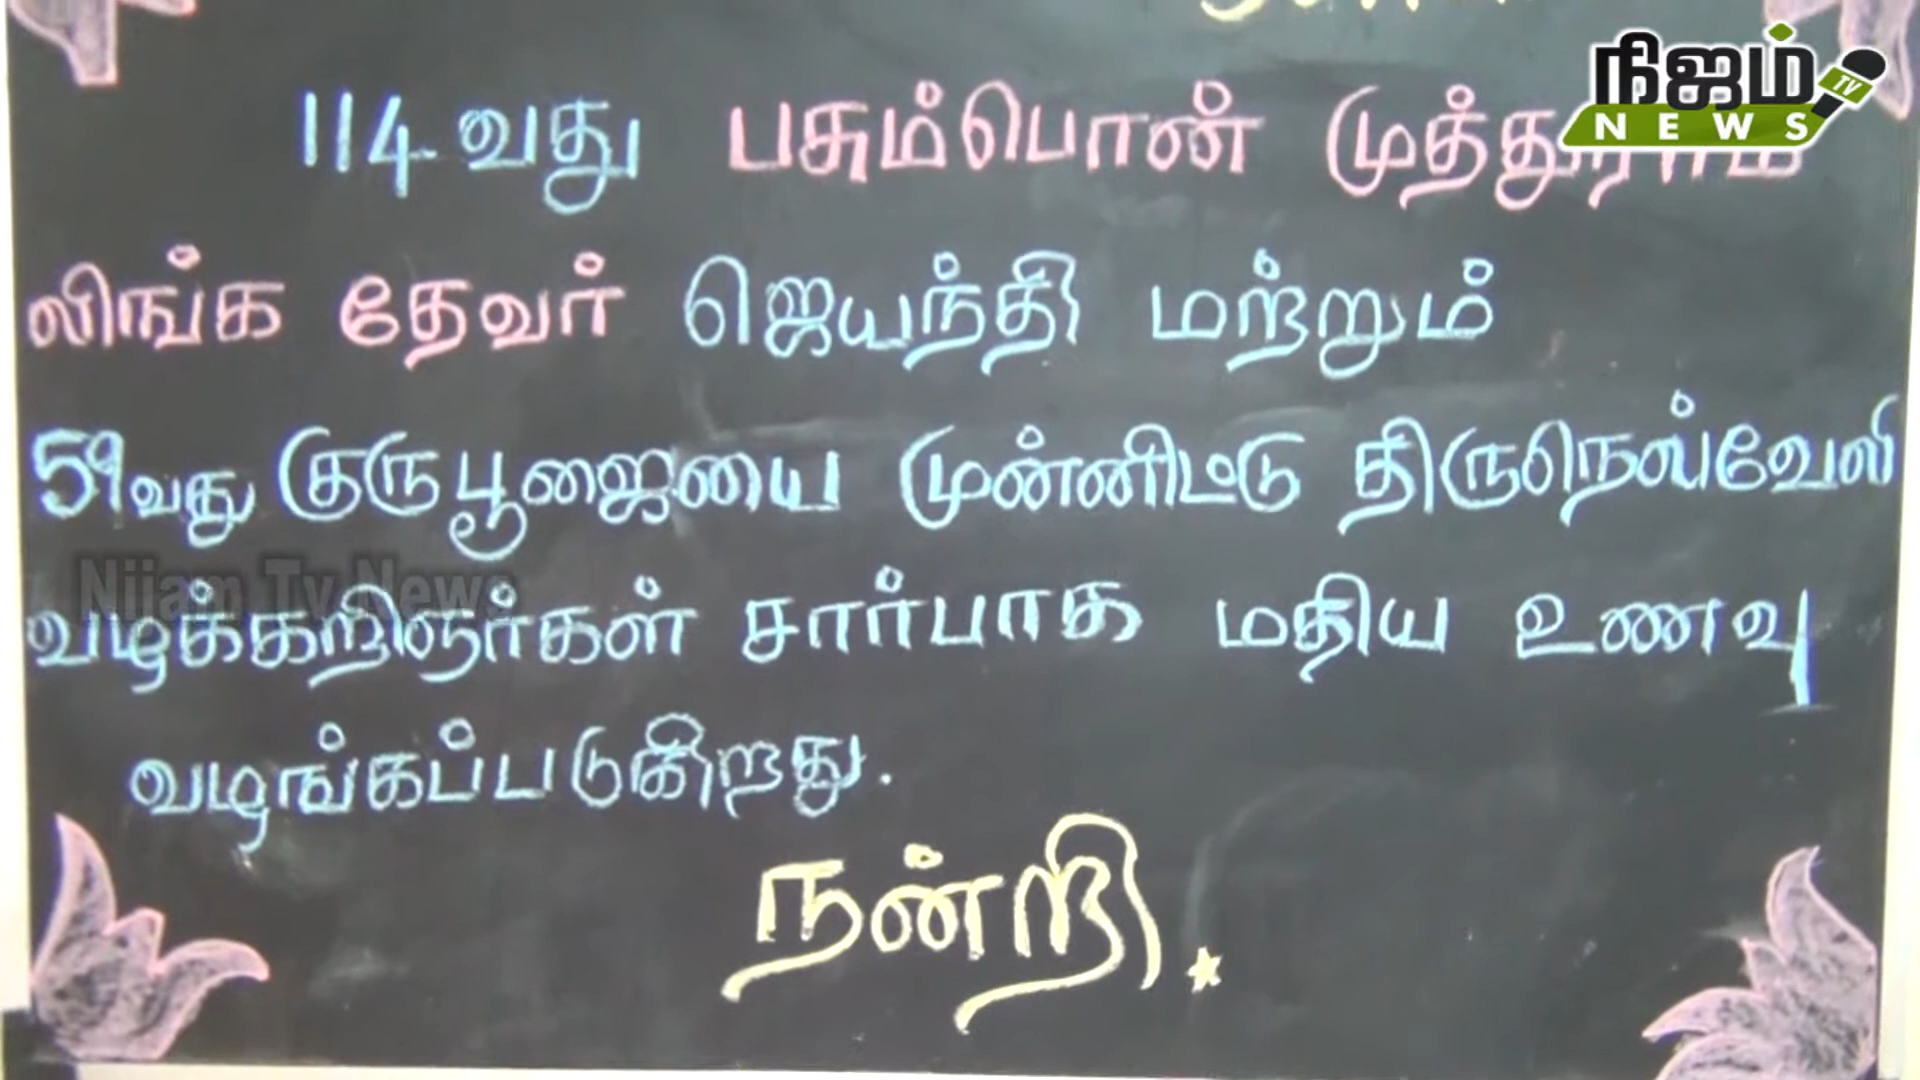 நிஜம்
TV
NEWS
114-வது பசும்பொன் முத்துராம
லிங்க தேவர் ஜெயந்தி மற்றும்
59வது குருபூஜையை முன்னிட்டு திருநெல்வேலி
Nijam Tv News
வழக்கறிஞர்கள் சார்பாக மதிய உணவு
வழங்கப்படுகிறது.
நன்றி.